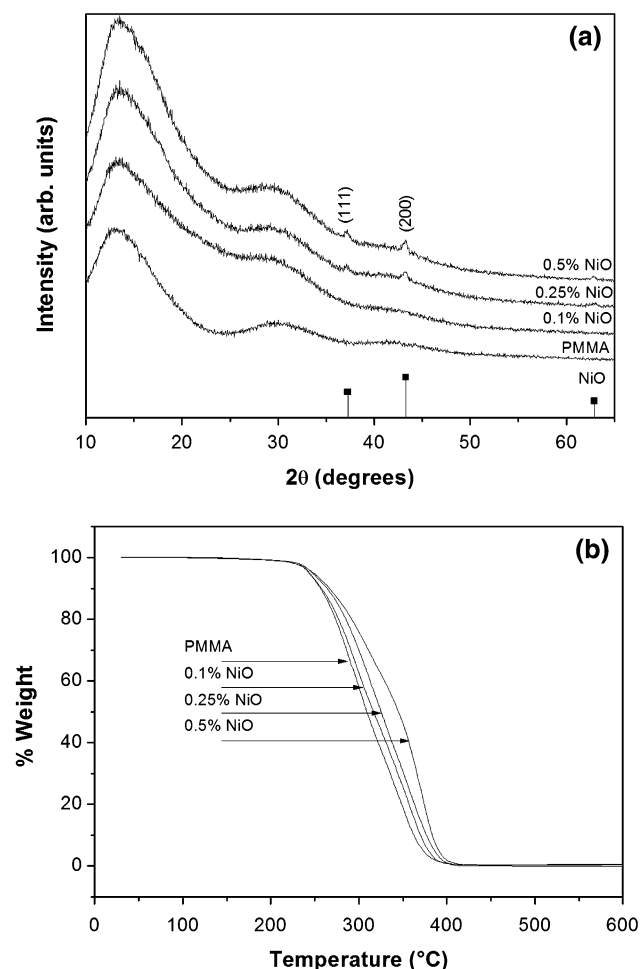 (a)
Intensity (arb. units)
(111)
(200)
0.5% NiO
0.25% NiO
0.1% NiO
PMMA
NiO
10 20 30 40 50 60
2θ (degrees)
(b)
% Weight
100
80
60
40
20
0
PMMA
0.1% NiO
0.25% NiO
0.5% NiO
0 100 200 300 400 500 600
Temperature (°C)